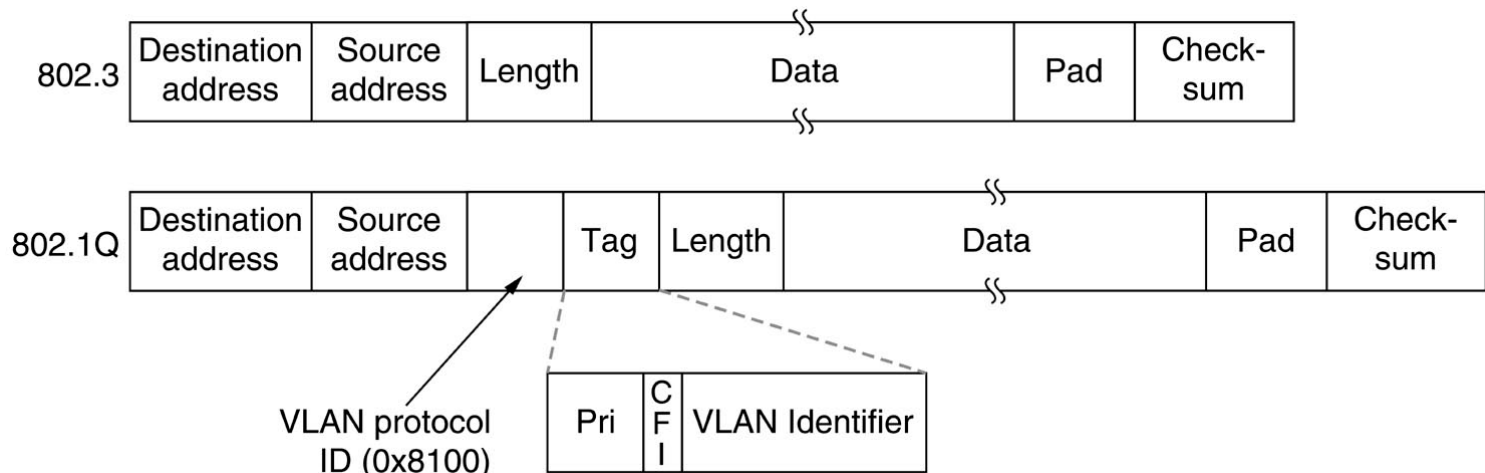 802.3
Destination address
Source address
Length
Data
Pad
Check-
sum
802.1Q
Destination address
Source address
Tag
Length
Data
Pad
Check-
sum
VLAN protocol
ID (0x8100)
Pri
CFI
VLAN Identifier